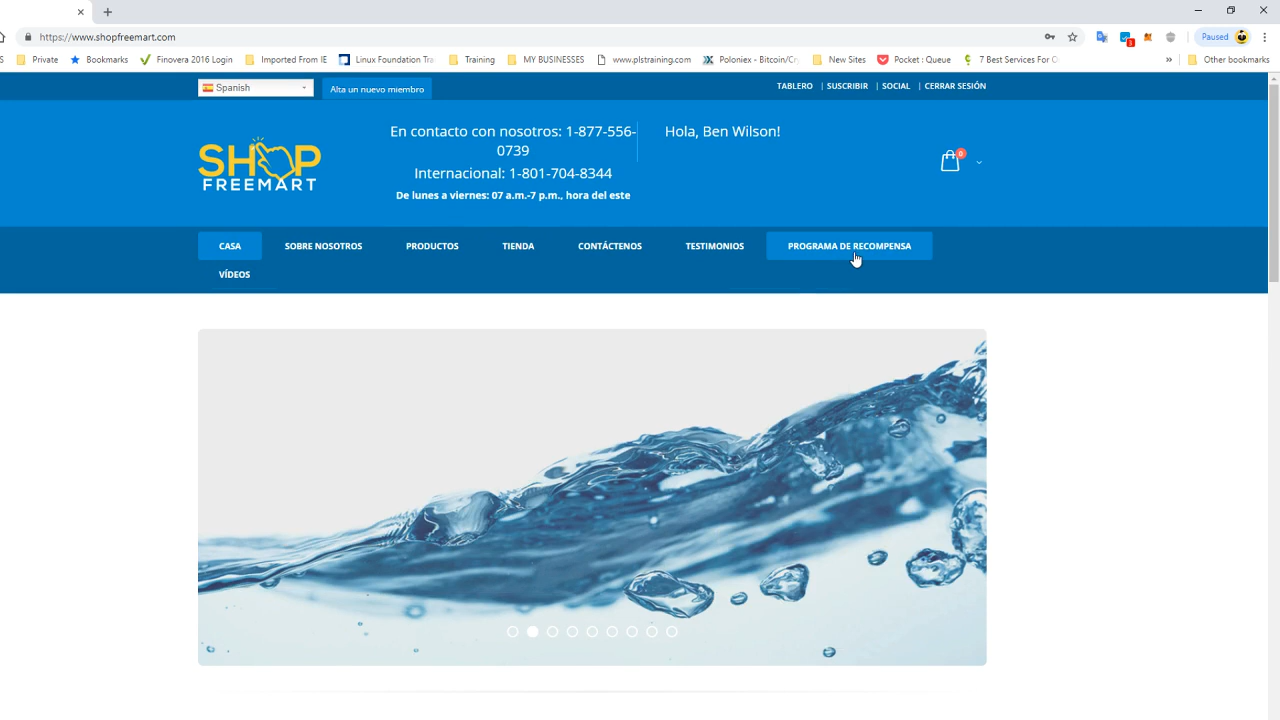 https://www.shopfreemart.com
Paused
S Private Bookmarks Finovera 2016 Login Imported From IE Linux Foundation Tra Training MY BUSINESSES www.plstraining.com Poloniex - Bitcoin/Cr New Sites Pocket : Queue 7 Best Services For C » Other bookmarks
Spanish
Alta un nuevo miembro
TABLERO | SUSCRIBIR | SOCIAL | CERRAR SESIÓN
SHOP
FREEMART
En contacto con nosotros: 1-877-556-
0739
Internacional: 1-801-704-8344
De lunes a viernes: 07 a.m.-7 p.m., hora del este
Hola, Ben Wilson!
0
CASA SOBRE NOSOTROS PRODUCTOS TIENDA CONTÁCTENOS TESTIMONIOS PROGRAMA DE RECOMPENSA
VÍDEOS